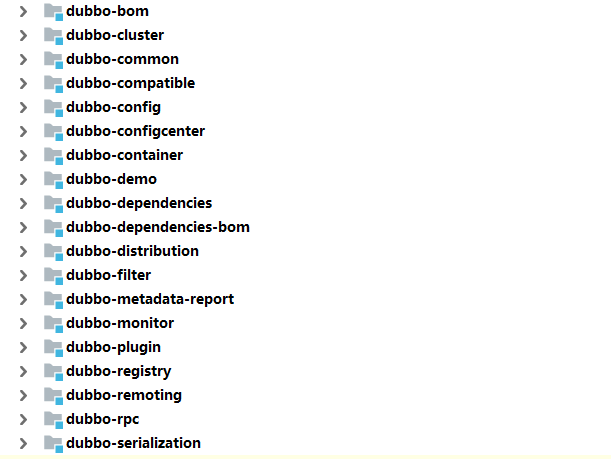 dubbo-bom
dubbo-cluster
dubbo-common
dubbo-compatible
dubbo-config
dubbo-configcenter
dubbo-container
dubbo-demo
dubbo-dependencies
dubbo-dependencies-bom
dubbo-distribution
dubbo-filter
dubbo-metadata-report
dubbo-monitor
dubbo-plugin
dubbo-registry
dubbo-remoting
dubbo-rpc
dubbo-serialization